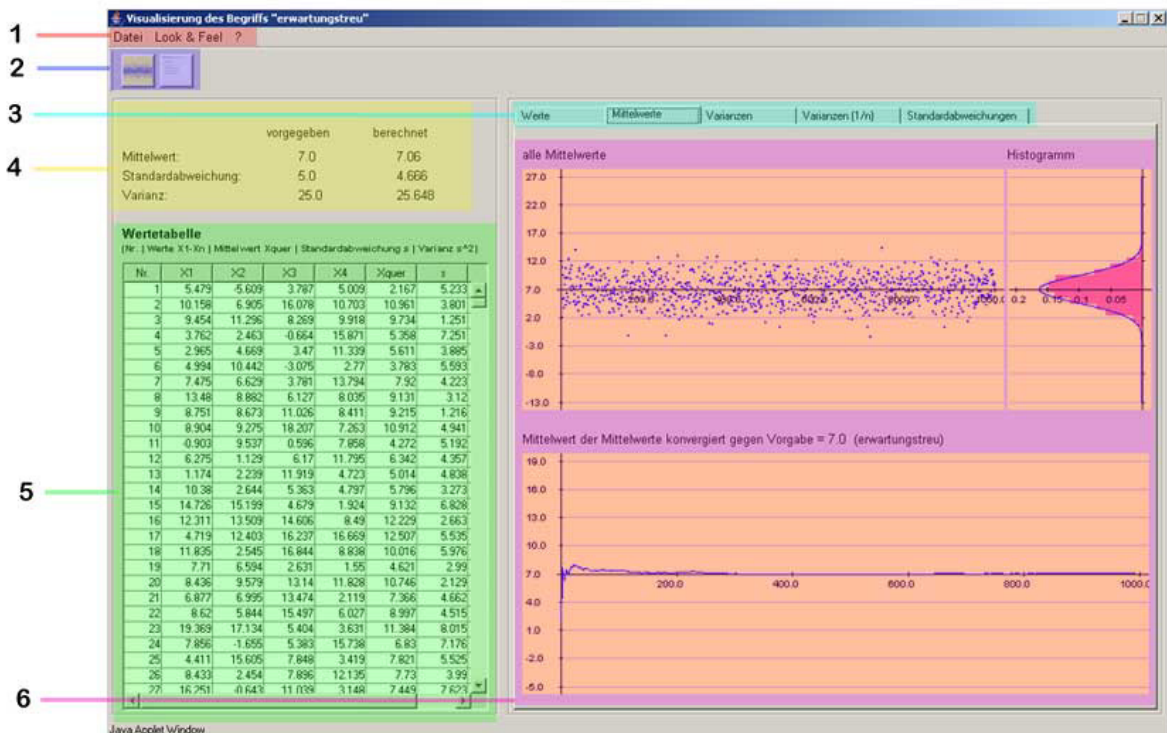 Visualisierung des Begriffs "erwartungstreu"
1
Datei Look & Feel ?
2
3
Werte Mittelwerte Varianzen Varianzen (1/n) Standardabweichungen
4
vorgegeben berechnet
Mittelwert: 7.0 7.06
Standardabweichung: 5.0 4.666
Varianz: 25.0 25.648
Wertetabelle
(Nr. | Werte X1-Xn | Mittelwert Xquer | Standardabweichung s | Varianz s^2)
Nr. X1 X2 X3 X4 Xquer s
1 5.479 -5.609 3.787 5.009 2.167 5.233
2 10.158 6.905 16.078 10.703 10.961 3.801
3 9.454 11.296 8.269 9.918 9.734 1.251
4 3.762 2.463 -0.664 15.871 5.358 7.251
5 2.965 4.669 3.47 11.339 5.611 3.885
6 4.994 10.442 -3.075 2.77 3.783 5.593
7 7.475 6.629 3.781 13.794 7.92 4.223
8 13.48 8.882 6.127 8.035 9.131 3.12
9 8.751 8.673 11.026 8.411 9.215 1.216
10 8.904 9.275 18.207 7.263 10.912 4.941
11 -0.903 9.537 0.596 7.858 4.272 5.192
12 6.275 1.129 6.17 11.795 6.342 4.357
13 1.174 2.239 11.919 4.723 5.014 4.838
14 10.38 2.644 5.363 4.797 5.796 3.273
15 14.726 15.199 4.679 1.924 9.132 6.828
16 12.311 13.509 14.606 8.49 12.229 2.663
17 4.719 12.403 16.237 16.669 12.507 5.535
18 11.835 2.545 16.844 8.838 10.016 5.976
19 7.71 6.594 2.631 1.55 4.621 2.99
20 8.436 9.579 13.14 11.828 10.746 2.129
21 6.877 6.995 13.474 2.119 7.366 4.662
22 8.62 5.844 15.497 6.027 8.997 4.515
23 19.369 17.134 5.404 3.631 11.384 8.015
24 7.856 -1.655 5.383 15.738 6.83 7.176
25 4.411 15.605 7.848 3.419 7.821 5.525
26 8.433 2.454 7.896 12.135 7.73 3.99
27 16.251 -0.643 11.039 3.148 7.449 7.623
5
6
alle Mittelwerte Histogramm
27.0
22.0
17.0
12.0
7.0
200.0 400.0 600.0 800.0 1000.0 0.2 0.15 0.1 0.05
2.0
-3.0
-8.0
-13.0
Mittelwert der Mittelwerte konvergiert gegen Vorgabe = 7.0 (erwartungstreu)
19.0
16.0
13.0
10.0
7.0
200.0 400.0 600.0 800.0 1000.0
4.0
1.0
-2.0
-5.0
Java Applet Window